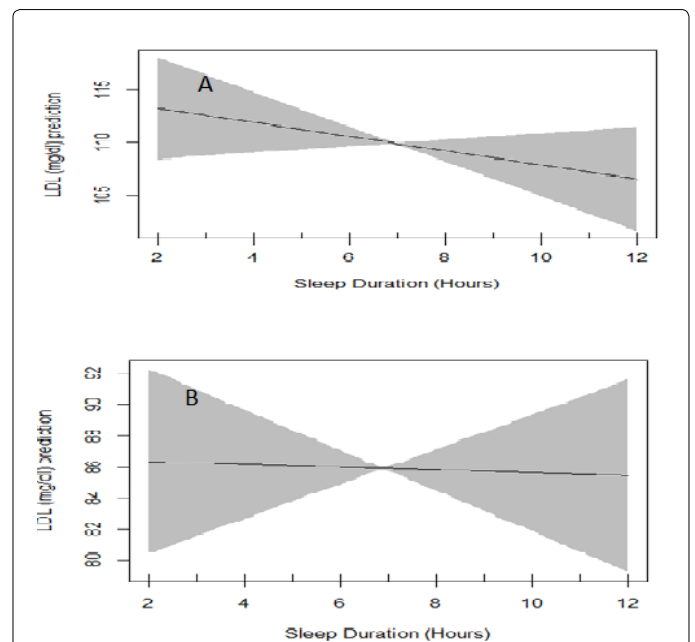 A
LDL (mg/dl) prediction
115
110
105
2 4 6 8 10 12
Sleep Duration (Hours)
B
LDL (mg/dl) prediction
92
90
88
86
84
82
80
2 4 6 8 10 12
Sleep Duration (Hours)